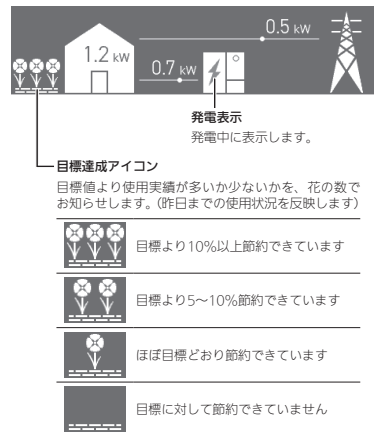 0.5 kW
1.2 kW
0.7 kW
発電表示
発電中に表示します。
目標達成アイコン
目標値より使用実績が多いか少ないかを、花の数で
お知らせします。(昨日までの使用状況を反映します)
目標より10%以上節約できています
目標より5〜10%節約できています
ほぼ目標どおり節約できています
目標に対して節約できていません